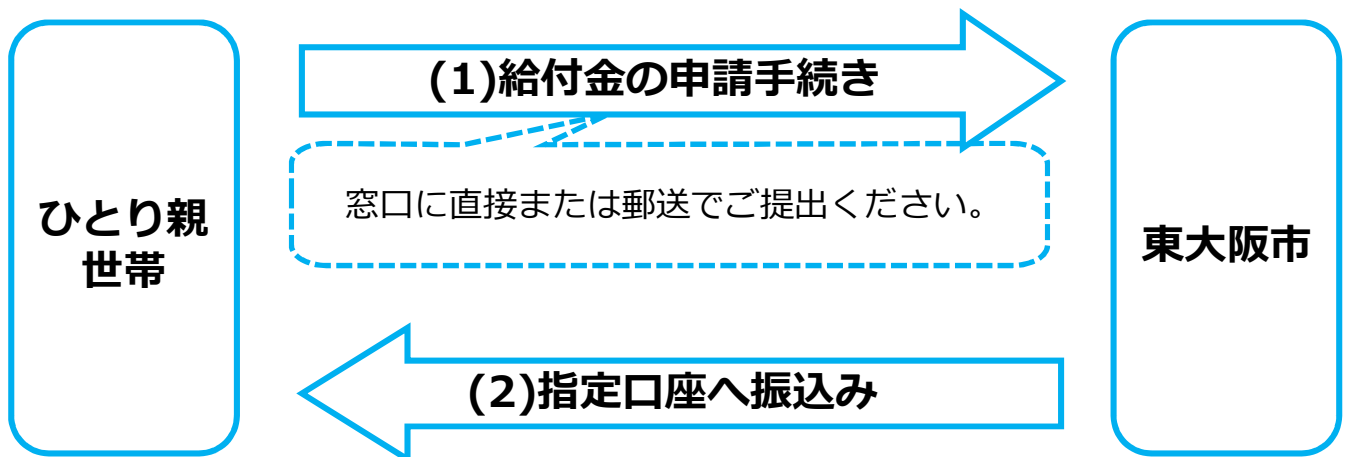 ひとり親
世帯
(1)給付金の申請手続き
窓口に直接または郵送でご提出ください。
(2)指定口座へ振込み
東大阪市